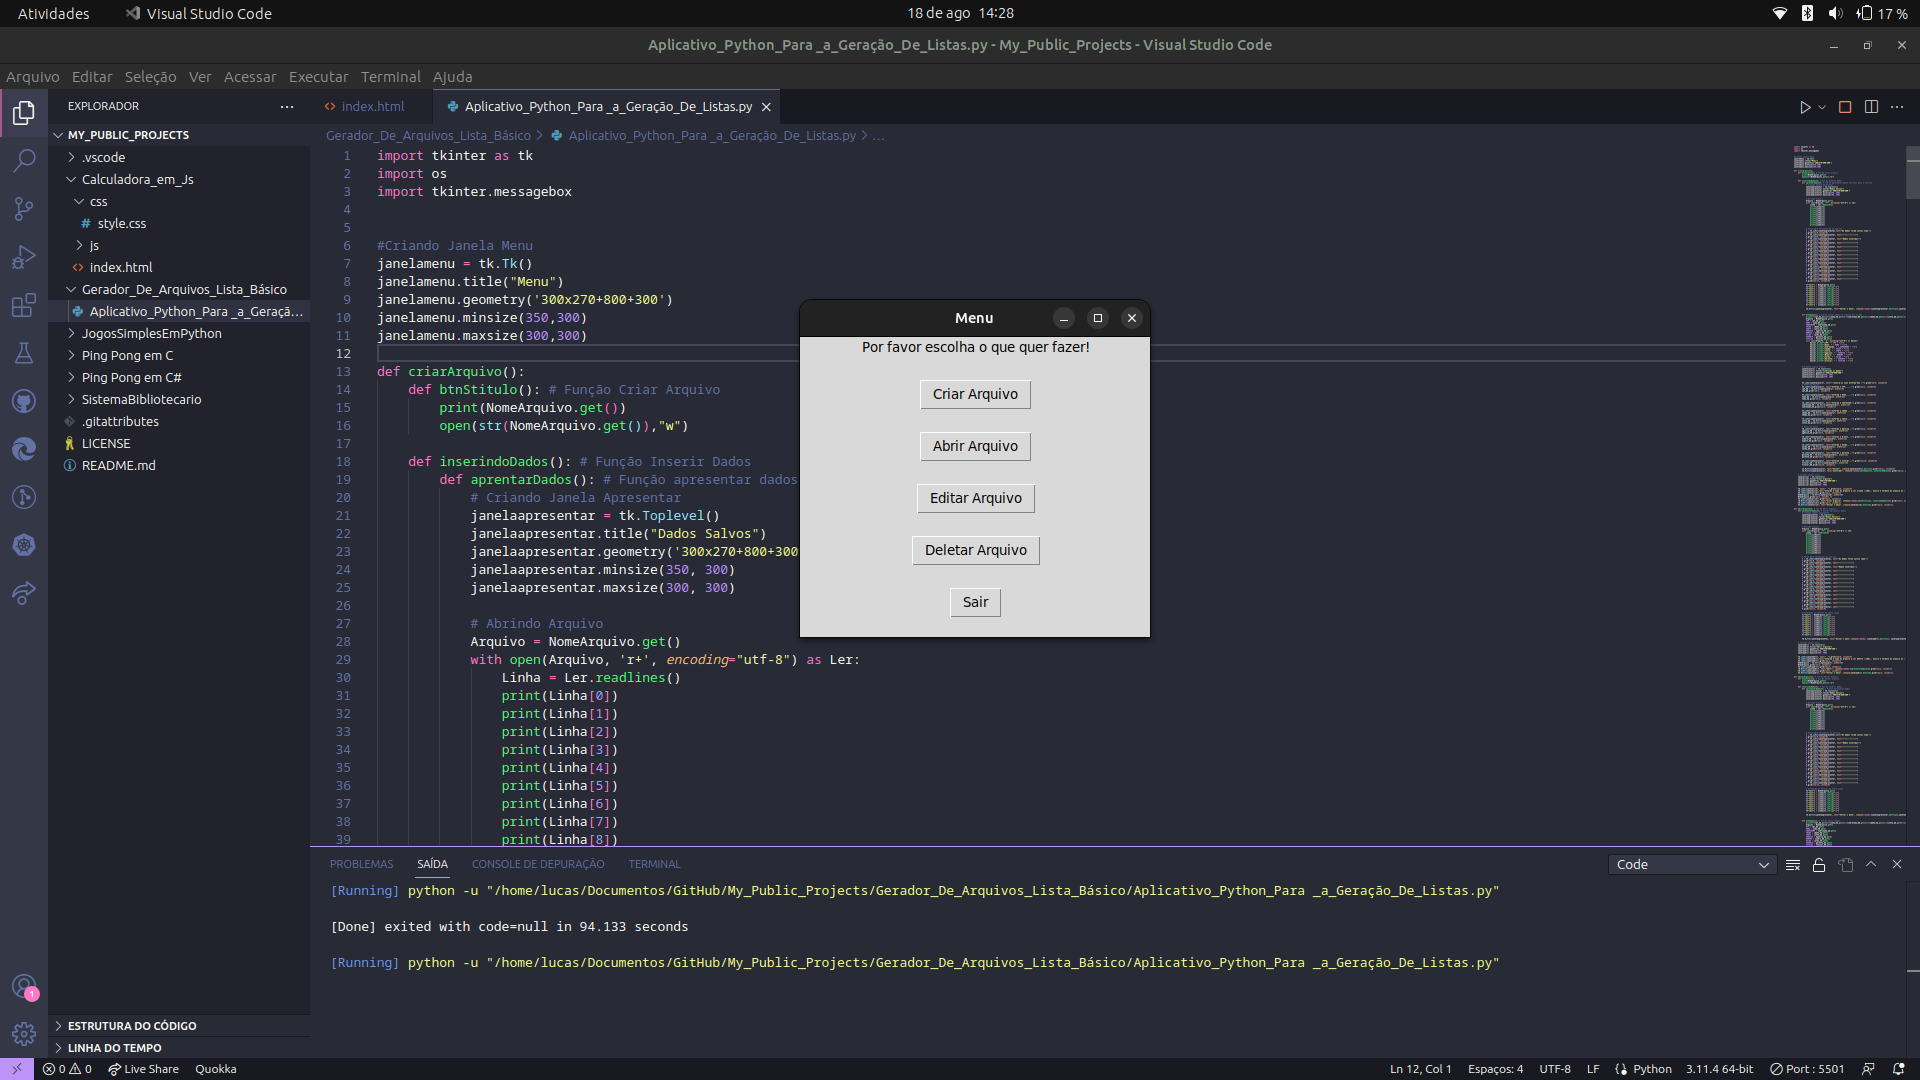 Atividades
Visual Studio Code
18 de ago 14:28
17 %
Aplicativo_Python_Para _a_Geração_De_Listas.py - My_Public_Projects - Visual Studio Code
Arquivo Editar Seleção Ver Acessar Executar Terminal Ajuda
EXPLORADOR
MY_PUBLIC_PROJECTS
.vscode
Calculadora_em_Js
css
# style.css
js
<> index.html
Gerador_De_Arquivos_Lista_Básico
Aplicativo_Python_Para _a_Geraçã...
JogosSimplesEmPython
Ping Pong em C
Ping Pong em C#
SistemaBibliotecario
.gitattributes
LICENSE
README.md
ESTRUTURA DO CÓDIGO
LINHA DO TEMPO
<> index.html
Aplicativo_Python_Para _a_Geração_De_Listas.py
Gerador_De_Arquivos_Lista_Básico > Aplicativo_Python_Para _a_Geração_De_Listas.py > ...
1 import tkinter as tk
2 import os
3 import tkinter.messagebox
4
5
6 #Criando Janela Menu
7 janelamenu = tk.Tk()
8 janelamenu.title("Menu")
9 janelamenu.geometry('300x270+800+300')
10 janelamenu.minsize(350,300)
11 janelamenu.maxsize(300,300)
12
13 def criarArquivo():
14 def btnStitulo(): # Função Criar Arquivo
15 print(NomeArquivo.get())
16 open(str(NomeArquivo.get()),"w")
17
18 def inserindoDados(): # Função Inserir Dados
19 def aprentarDados(): # Função apresentar dados
20 # Criando Janela Apresentar
21 janelaapresentar = tk.Toplevel()
22 janelaapresentar.title("Dados Salvos")
23 janelaapresentar.geometry('300x270+800+300
24 janelaapresentar.minsize(350, 300)
25 janelaapresentar.maxsize(300, 300)
26
27 # Abrindo Arquivo
28 Arquivo = NomeArquivo.get()
29 with open(Arquivo, 'r+', encoding="utf-8") as Ler:
30 Linha = Ler.readlines()
31 print(Linha[0])
32 print(Linha[1])
33 print(Linha[2])
34 print(Linha[3])
35 print(Linha[4])
36 print(Linha[5])
37 print(Linha[6])
38 print(Linha[7])
39 print(Linha[8])
Menu
Por favor escolha o que quer fazer!
Criar Arquivo
Abrir Arquivo
Editar Arquivo
Deletar Arquivo
Sair
PROBLEMAS SAÍDA CONSOLE DE DEPURAÇÃO TERMINAL
Code
[Running] python -u "/home/lucas/Documentos/GitHub/My_Public_Projects/Gerador_De_Arquivos_Lista_Básico/Aplicativo_Python_Para _a_Geração_De_Listas.py"
[Done] exited with code=null in 94.133 seconds
[Running] python -u "/home/lucas/Documentos/GitHub/My_Public_Projects/Gerador_De_Arquivos_Lista_Básico/Aplicativo_Python_Para _a_Geração_De_Listas.py"
1
0 0 Live Share Quokka
Ln 12, Col 1 Espaços: 4 UTF-8 LF Python 3.11.4 64-bit Port : 5501